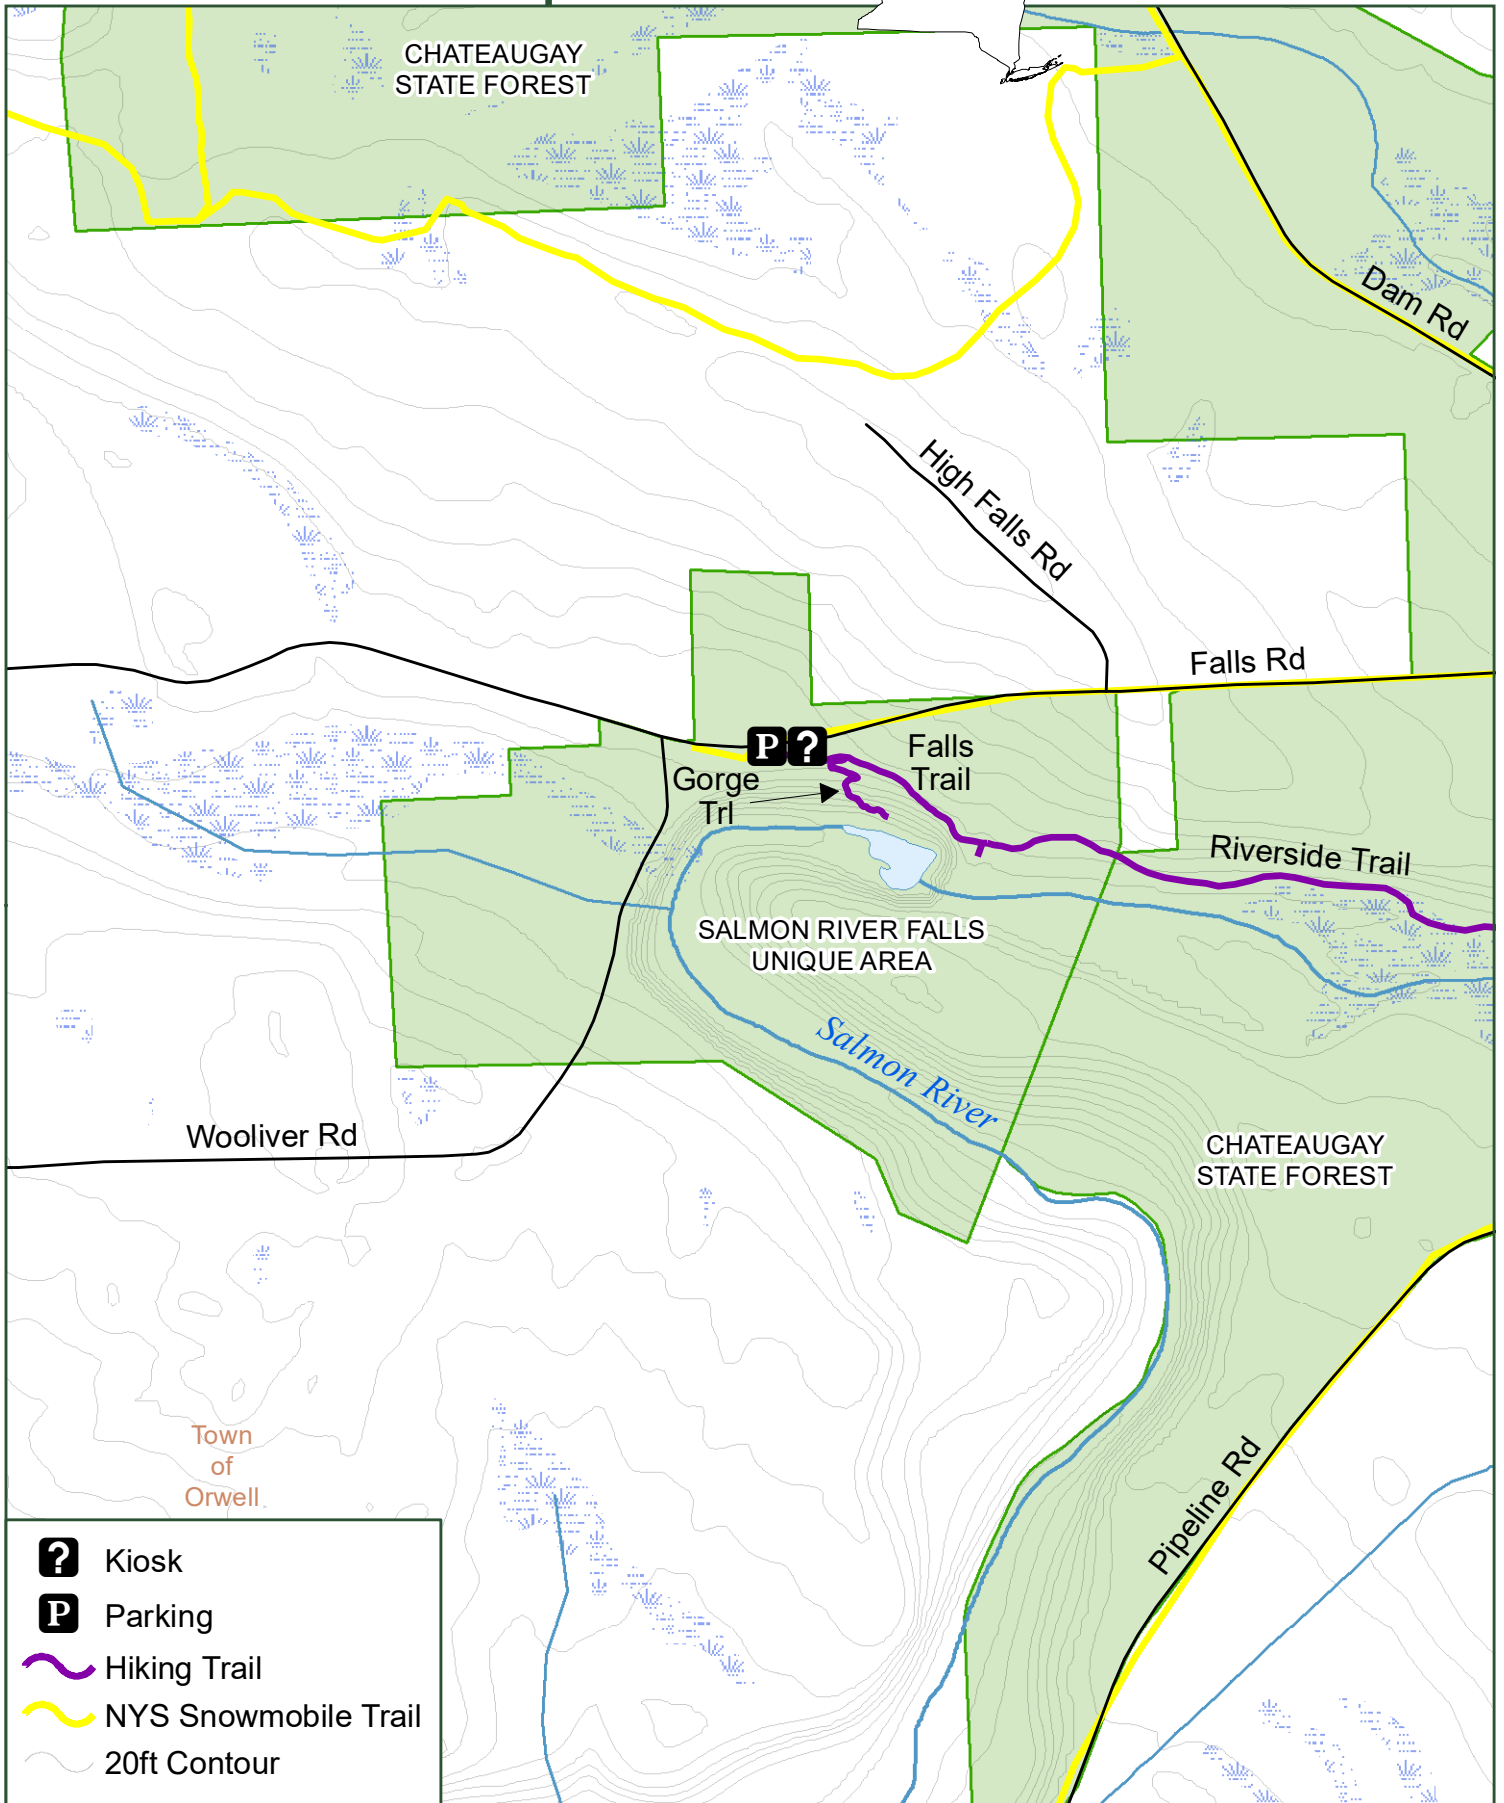 CHATEAUGAY
STATE FOREST
Dam Rd
High Falls Rd
Falls Rd
P ?
Falls
Trail
Gorge
Trl
Riverside Trail
SALMON RIVER FALLS
UNIQUE AREA
Salmon River
Wooliver Rd
CHATEAUGAY
STATE FOREST
Town
of
Orwell
Pipeline Rd
? Kiosk
P Parking
Hiking Trail
NYS Snowmobile Trail
20ft Contour